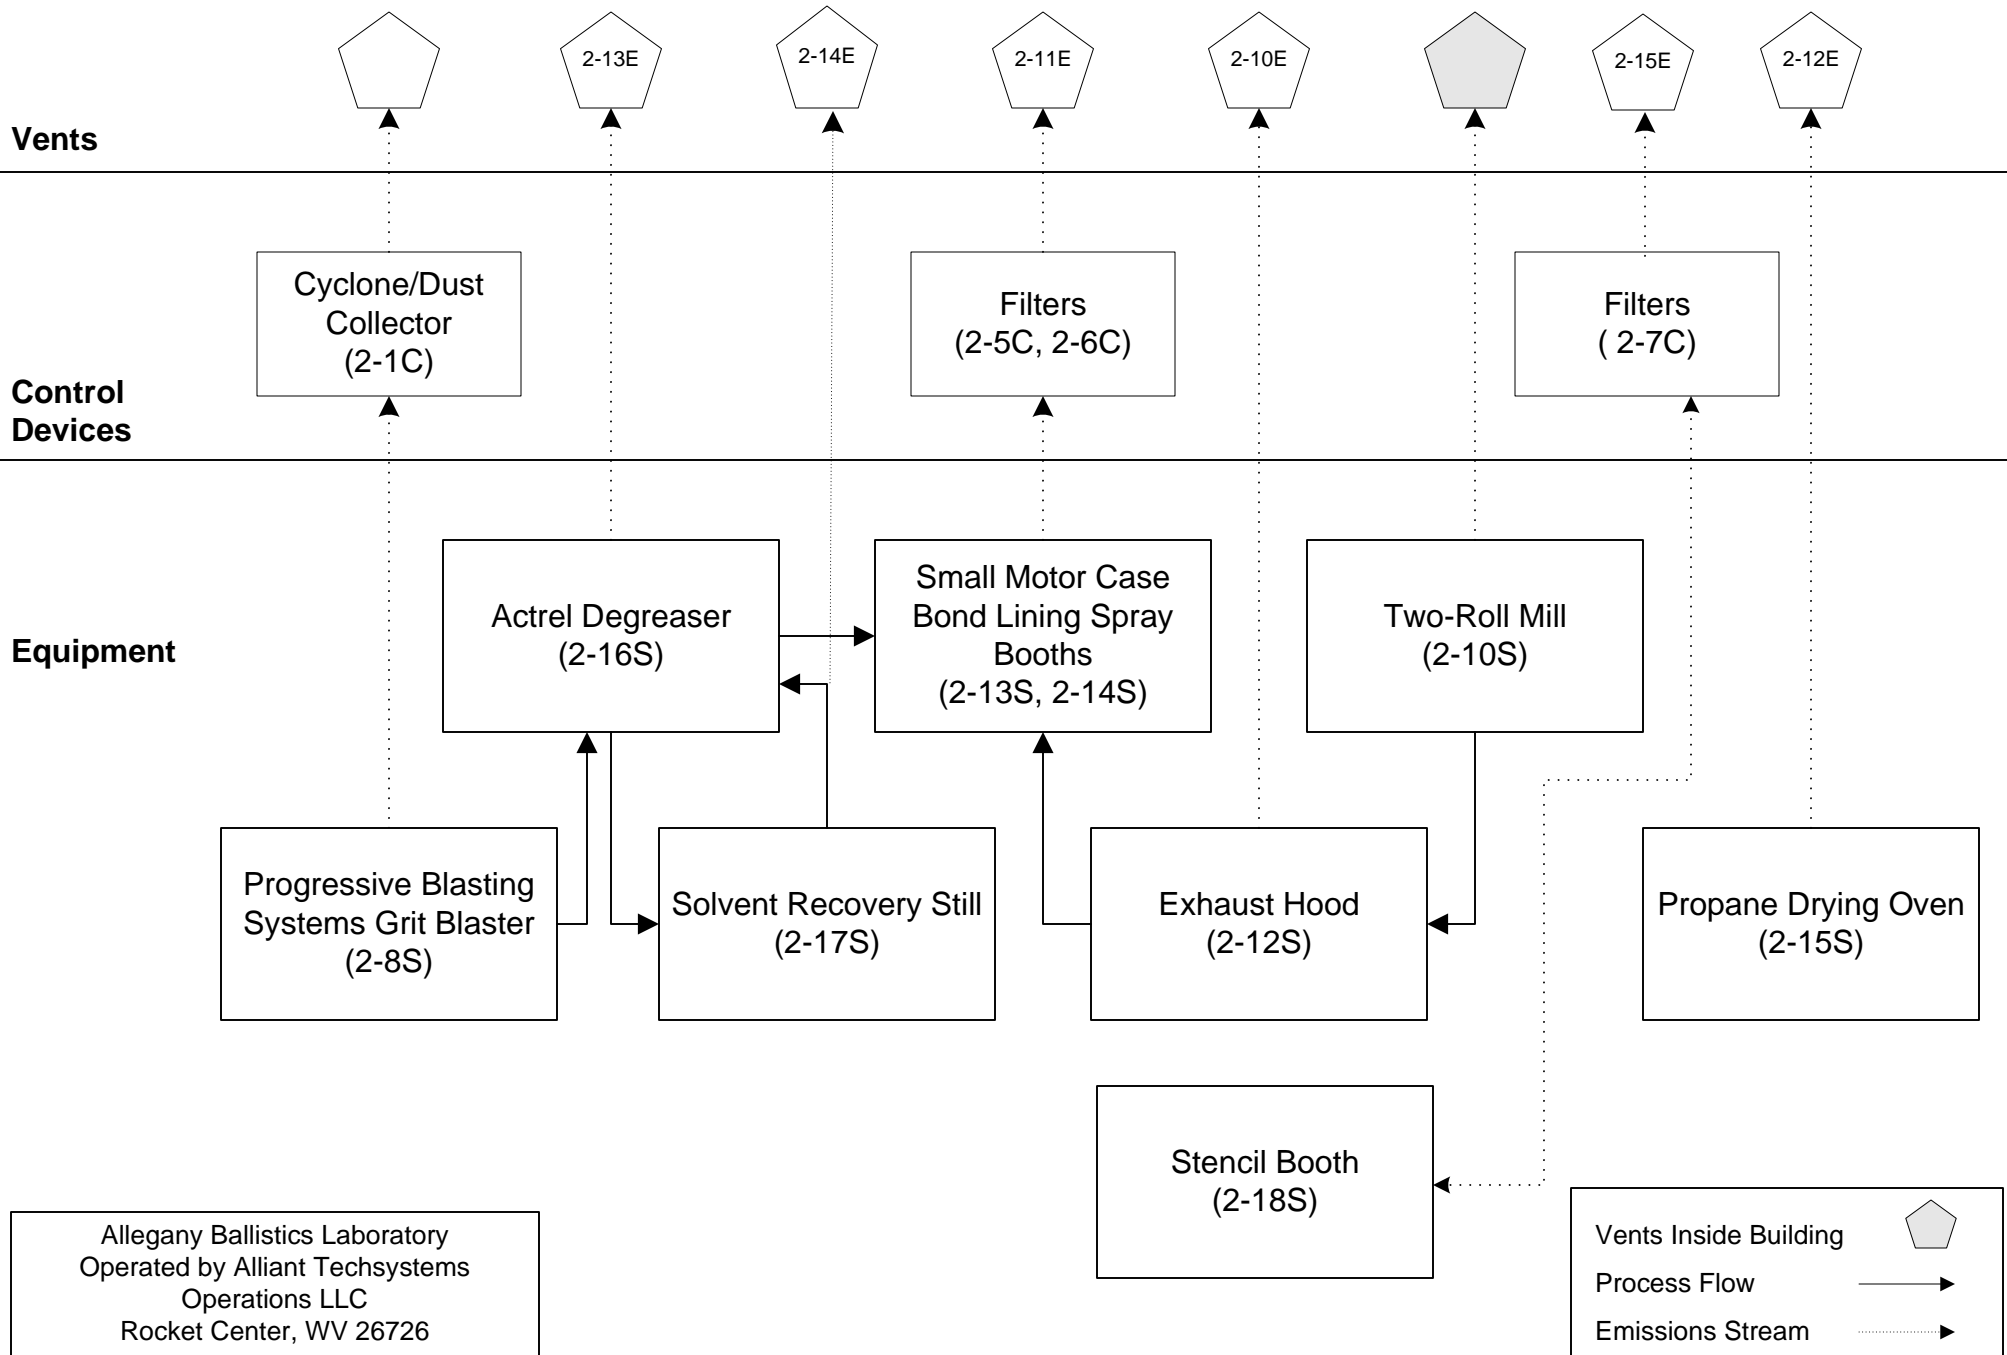 2-13E
2-14E
2-11E
2-10E
2-15E
2-12E
Vents
Cyclone/Dust
Collector
(2-1C)
Filters
(2-5C, 2-6C)
Filters
( 2-7C)
Control
Devices
Equipment
Actrel Degreaser
(2-16S)
Small Motor Case
Bond Lining Spray
Booths
(2-13S, 2-14S)
Two-Roll Mill
(2-10S)
Progressive Blasting
Systems Grit Blaster
(2-8S)
Solvent Recovery Still
(2-17S)
Exhaust Hood
(2-12S)
Propane Drying Oven
(2-15S)
Stencil Booth
(2-18S)
Allegany Ballistics Laboratory
Operated by Alliant Techsystems
Operations LLC
Rocket Center, WV 26726
Vents Inside Building
Process Flow
Emissions Stream